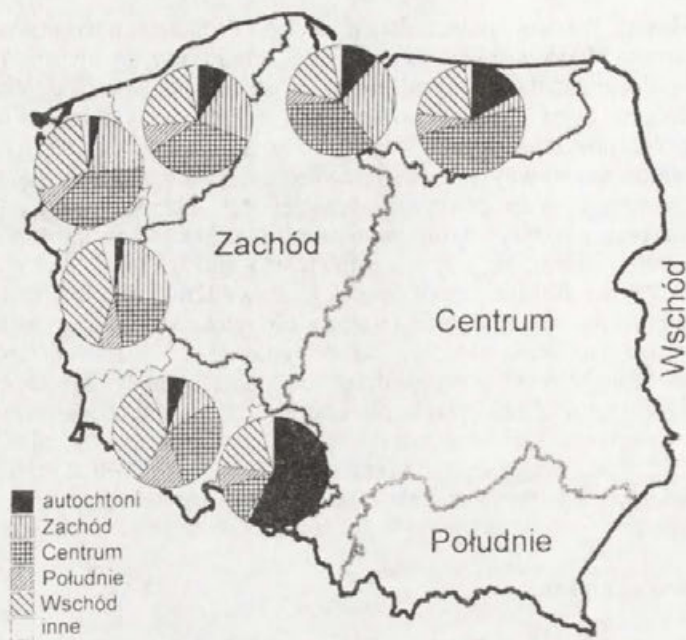 Zachód
Centrum
Wschód
Południe
autochtoni
Zachód
Centrum
Południe
Wschód
inne